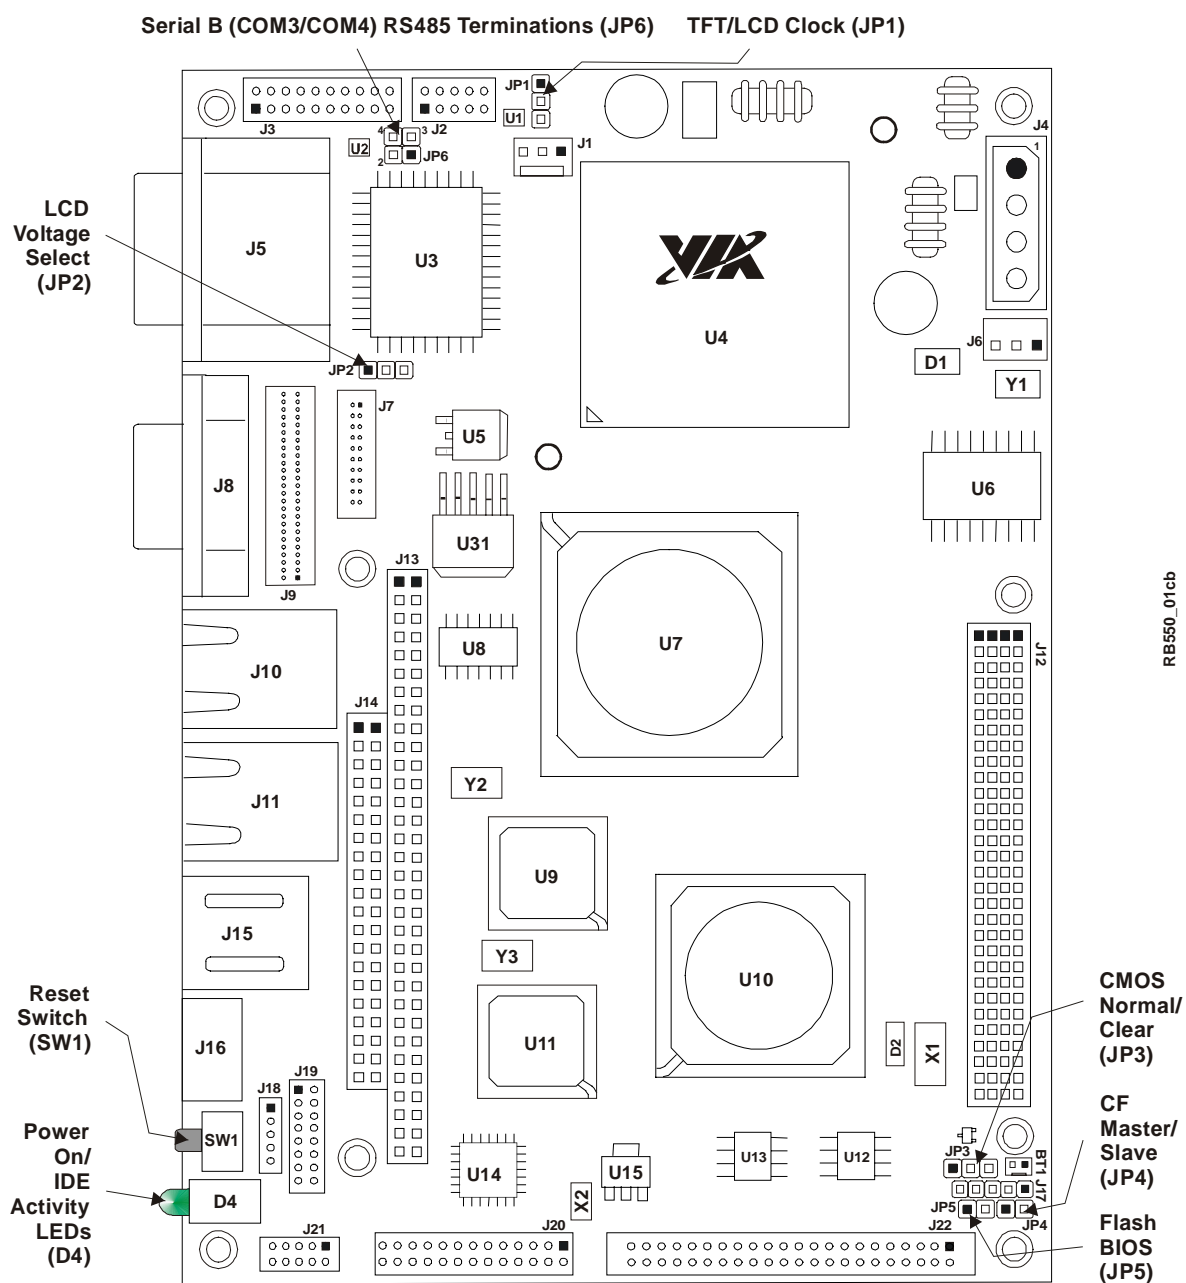 Serial B (COM3/COM4) RS485 Terminations (JP6)
TFT/LCD Clock (JP1)
JP1
J3
J2
U1
4
3
U2
2
JP6
J1
J4
1
LCD
Voltage
Select
(JP2)
J5
U3
VIA
U4
J6
D1
Y1
JP2
J7
U5
J8
U6
U31
J13
J9
RB550_01cb
U8
U7
J12
J10
J14
J11
Y2
U9
J15
Y3
U10
CMOS
Normal/
Clear
(JP3)
Reset
Switch
(SW1)
J16
U11
D2
X1
J18
J19
CF
Master/
Slave
(JP4)
Power
On/
IDE
Activity
LEDs
(D4)
SW1
U14
U15
U13
U12
JP3
BT1
J17
D4
X2
JP5
JP4
J21
J20
J22
Flash
BIOS
(JP5)